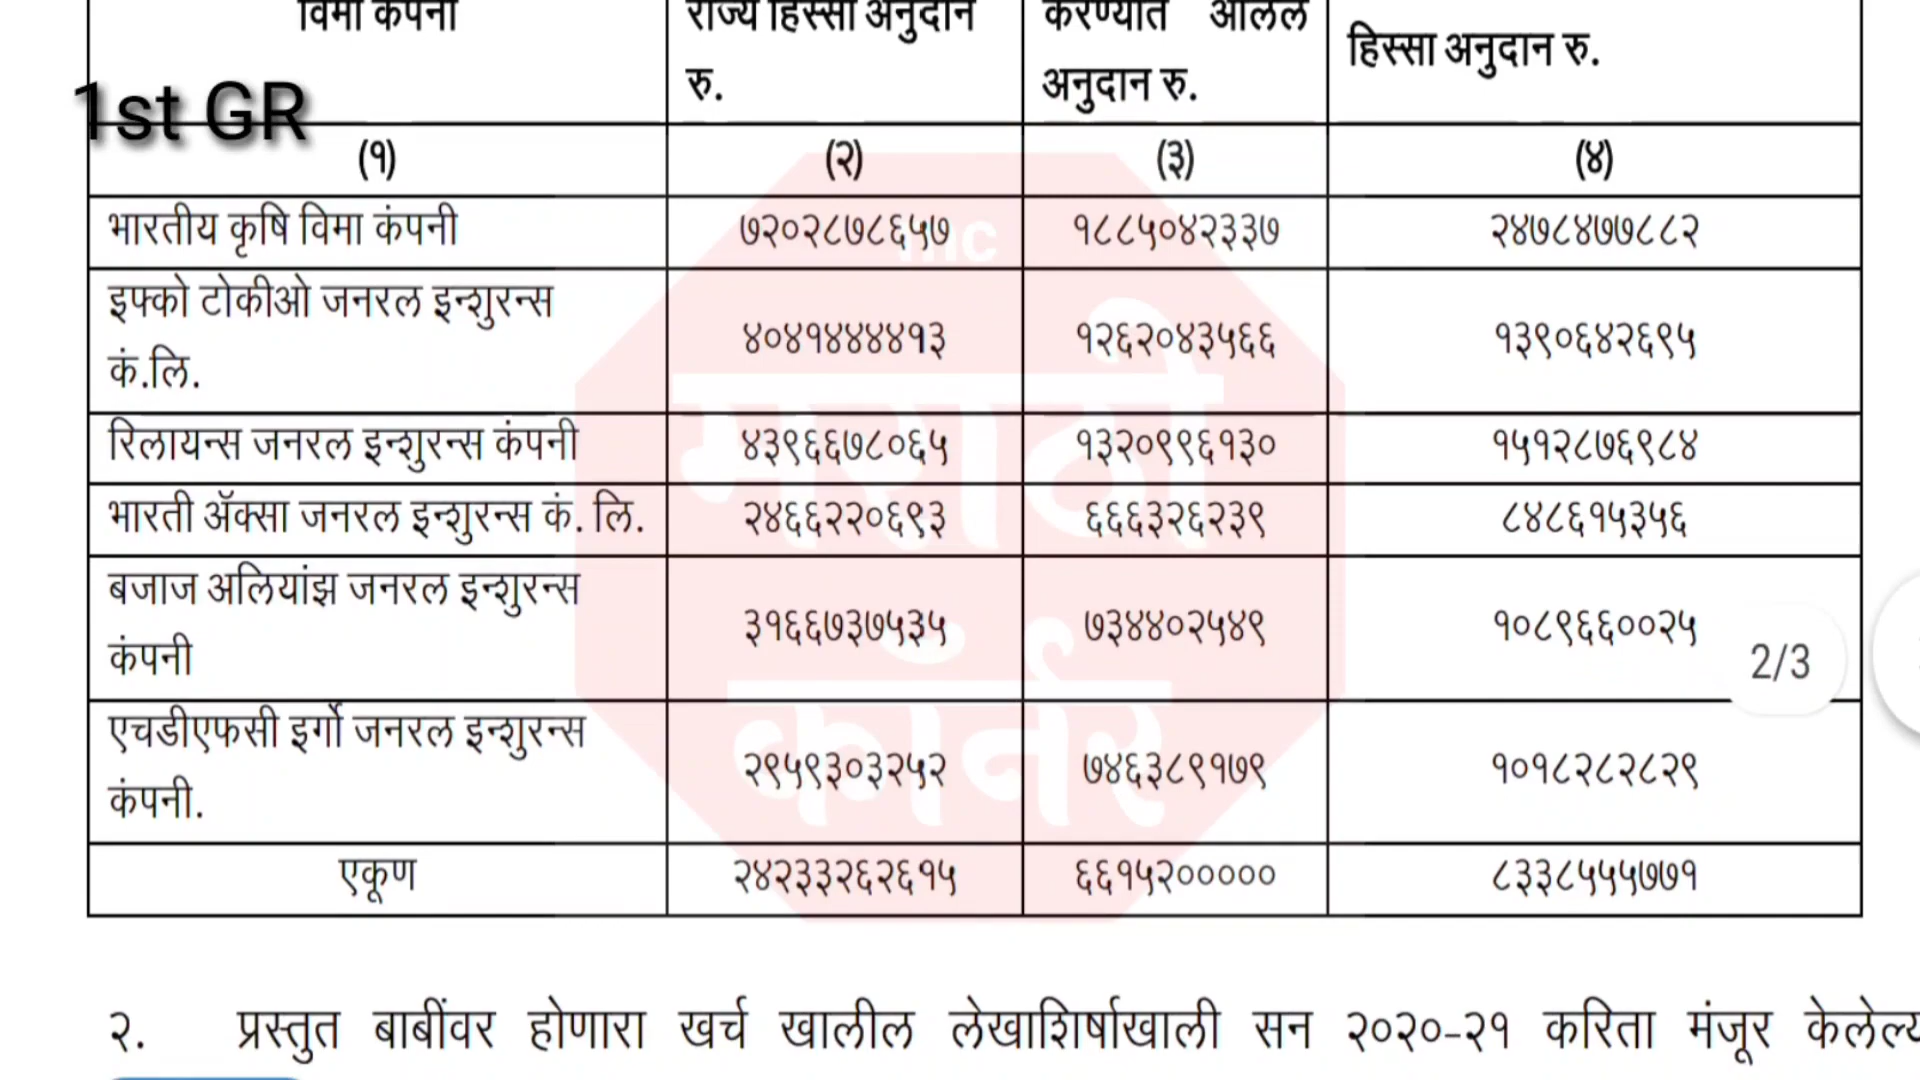 विमा कंपनी
राज्य हिस्सा अनुदान
रु.
करण्यात आलेले
अनुदान रु.
हिस्सा अनुदान रु.
1st GR
(१) (२) (३) (४)
भारतीय कृषि विमा कंपनी ७२०२८७८६५७ १८८५०४२३३७ २४७८४७७८८२
इफ्को टोकीओ जनरल इन्शुरन्स
कं.लि. ४०४१४४४४१३ १२६२०४३५६६ १३९०६४२६९५
रिलायन्स जनरल इन्शुरन्स कंपनी ४३९६६७८०६५ १३२०९९६१३० १५१२८७६९८४
भारती ॲक्सा जनरल इन्शुरन्स कं. लि. २४६६२२०६९३ ६६६३२६२३९ ८४८६१५३५६
बजाज अलियांझ जनरल इन्शुरन्स
कंपनी ३१६६७३७५३५ ७३४४०२५४९ १०८९६६००२५
2/3
एचडीएफसी इर्गो जनरल इन्शुरन्स
कंपनी. २९५९३०३२५२ ७४६३८९१७९ १०१८२८२८२९
एकूण २४२३३२६२६१५ ६६१५२००००० ८३३८५५५७७१
mc
मराठी
कॉर्नर
२. प्रस्तुत बाबींवर होणारा खर्च खालील लेखाशिर्षाखाली सन २०२०-२१ करिता मंजूर